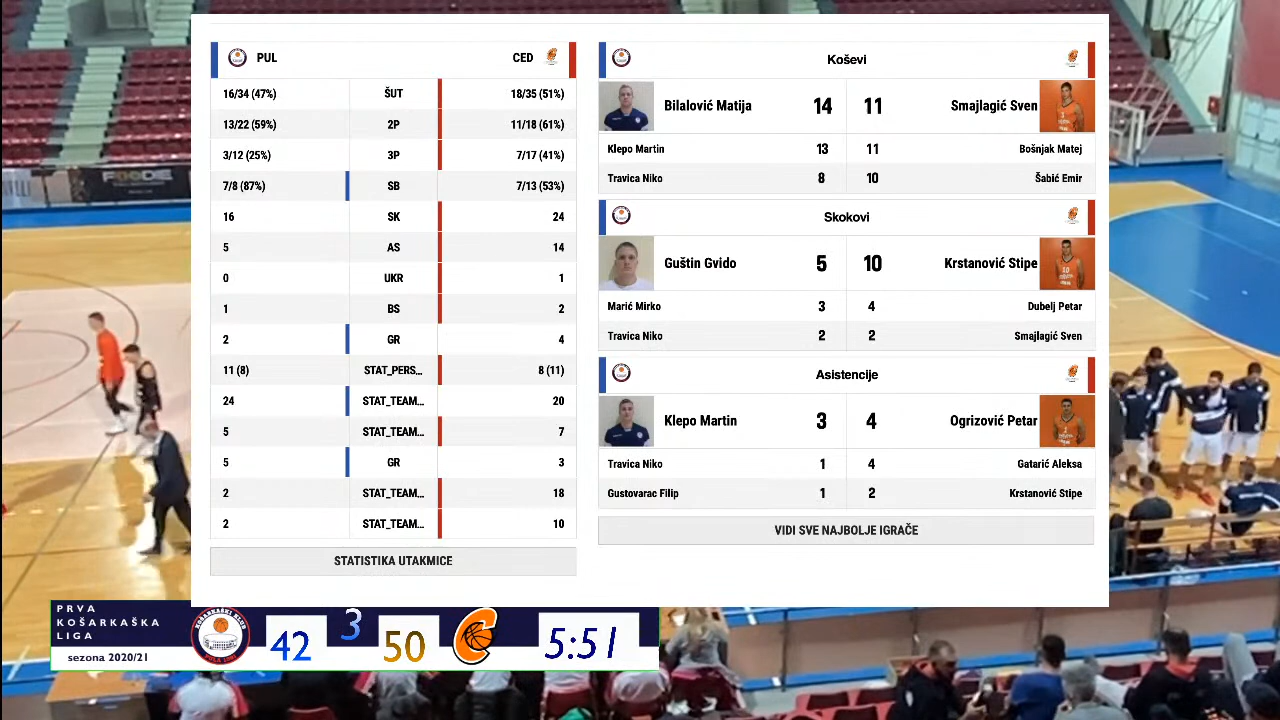 PUL CED
16/34 (47%) ŠUT 18/35 (51%)
13/22 (59%) 2P 11/18 (61%)
3/12 (25%) 3P 7/17 (41%)
7/8 (87%) SB 7/13 (53%)
16 SK 24
5 AS 14
0 UKR 1
1 BS 2
2 GR 4
11 (8) STAT_PERS... 8 (11)
24 STAT_TEAM... 20
5 STAT_TEAM... 7
5 GR 3
2 STAT_TEAM... 18
2 STAT_TEAM... 10
STATISTIKA UTAKMICE
Koševi
Bilalović Matija 14 11 Smajlagić Sven
Klepo Martin 13 11 Bošnjak Matej
Travica Niko 8 10 Šabić Emir
Skokovi
Guštin Gvido 5 10 Krstanović Stipe
Marić Mirko 3 4 Dubelj Petar
Travica Niko 2 2 Smajlagić Sven
Asistencije
Klepo Martin 3 4 Ogrizović Petar
Travica Niko 1 4 Gatarić Aleksa
Gustovarac Filip 1 2 Krstanović Stipe
VIDI SVE NAJBOLJE IGRAČE
FOODIE
PRVA
KOŠARKAŠKA
LIGA
sezona 2020/21
42 3 50 5:51